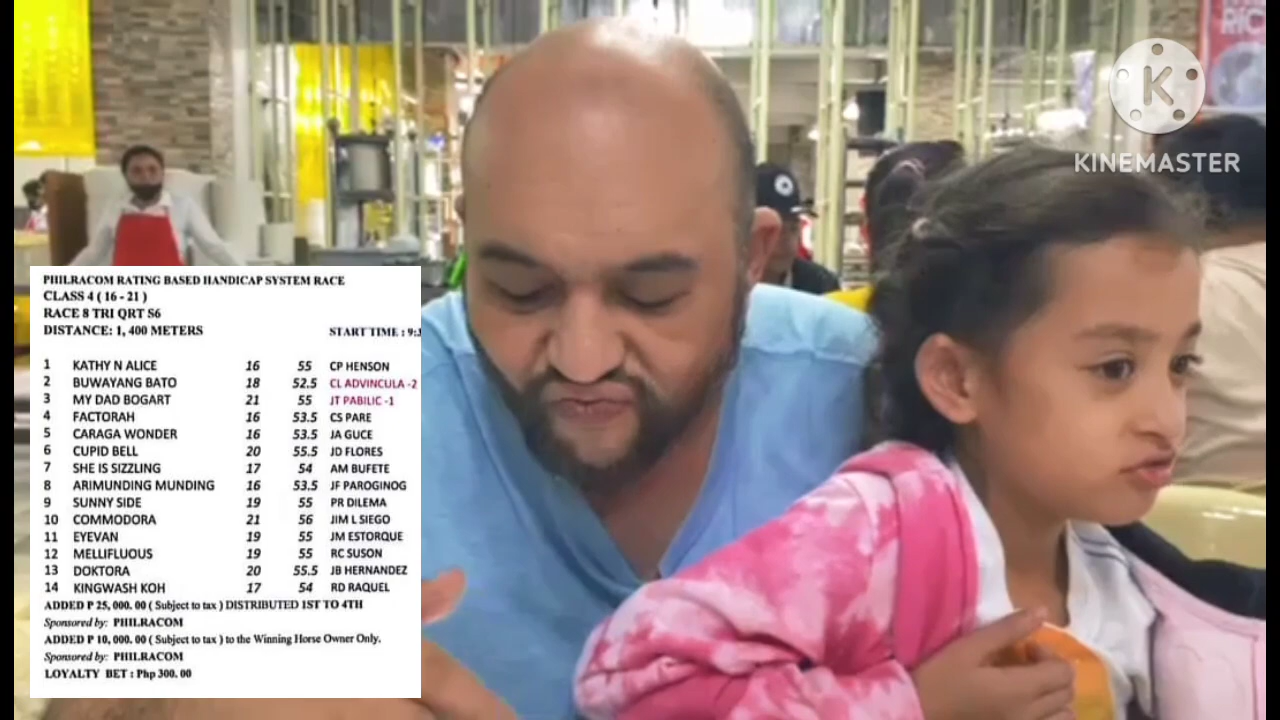 RIC
K
KINEMASTER
PHILRACOM RATING BASED HANDICAP SYSTEM RACE
CLASS 4 ( 16 - 21 )
RACE 8 TRI QRT S6
DISTANCE: 1, 400 METERS START TIME : 9:
1 KATHY N ALICE 16 55 CP HENSON
2 BUWAYANG BATO 18 52.5 CL ADVINCULA -2
3 MY DAD BOGART 21 55 JT PABILIC -1
4 FACTORAH 16 53.5 CS PARE
5 CARAGA WONDER 16 53.5 JA GUCE
6 CUPID BELL 20 55.5 JD FLORES
7 SHE IS SIZZLING 17 54 AM BUFETE
8 ARIMUNDING MUNDING 16 53.5 JF PAROGINOG
9 SUNNY SIDE 19 55 PR DILEMA
10 COMMODORA 21 56 JIM L SIEGO
11 EYEVAN 19 55 JM ESTORQUE
12 MELLIFLUOUS 19 55 RC SUSON
13 DOKTORA 20 55.5 JB HERNANDEZ
14 KINGWASH KOH 17 54 RD RAQUEL
ADDED P 25, 000. 00 ( Subject to tax ) DISTRIBUTED 1ST TO 4TH
Sponsored by: PHILRACOM
ADDED P 10, 000. 00 ( Subject to tax ) to the Winning Horse Owner Only.
Sponsored by: PHILRACOM
LOYALTY BET : Php 300. 00